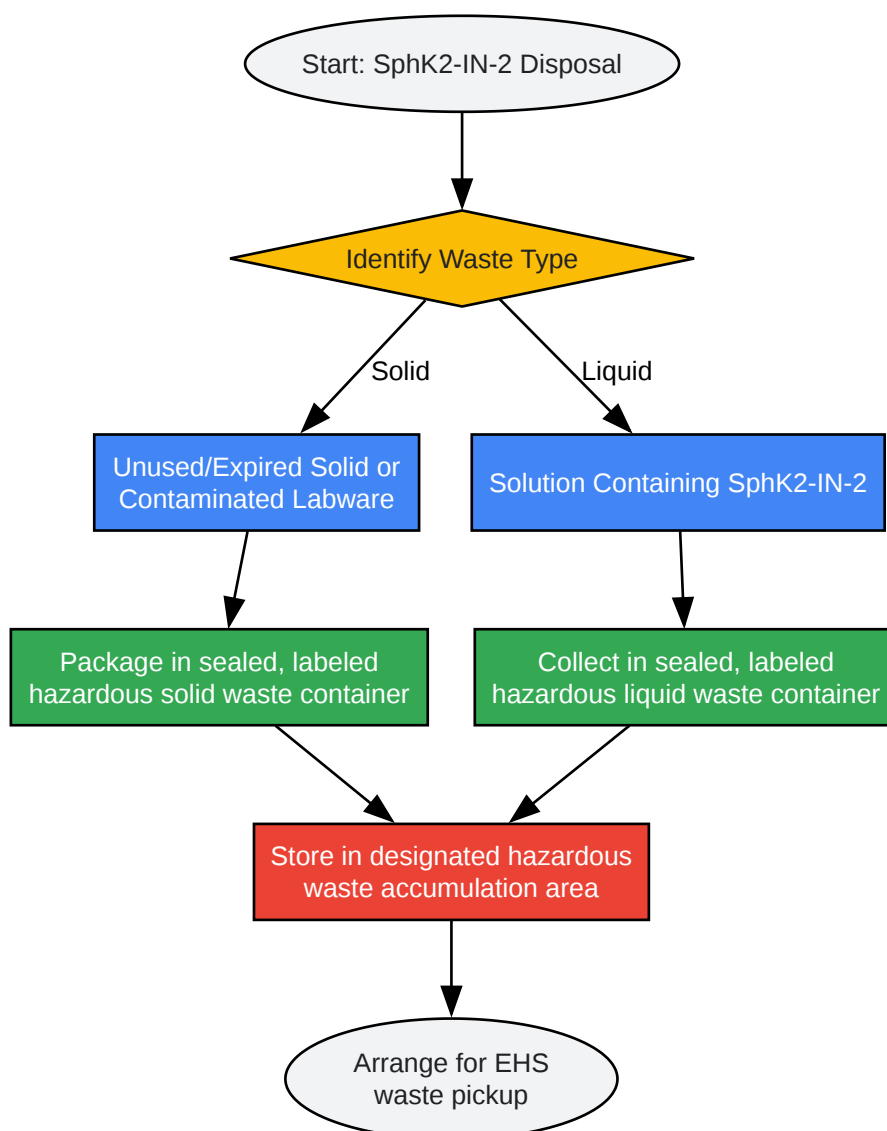 Start: SphK2-IN-2 Disposal
Identify Waste Type
Solid
Liquid
Unused/Expired Solid or
Contaminated Labware
Solution Containing SphK2-IN-2
Package in sealed, labeled
hazardous solid waste container
Collect in sealed, labeled
hazardous liquid waste container
Store in designated hazardous
waste accumulation area
Arrange for EHS
waste pickup